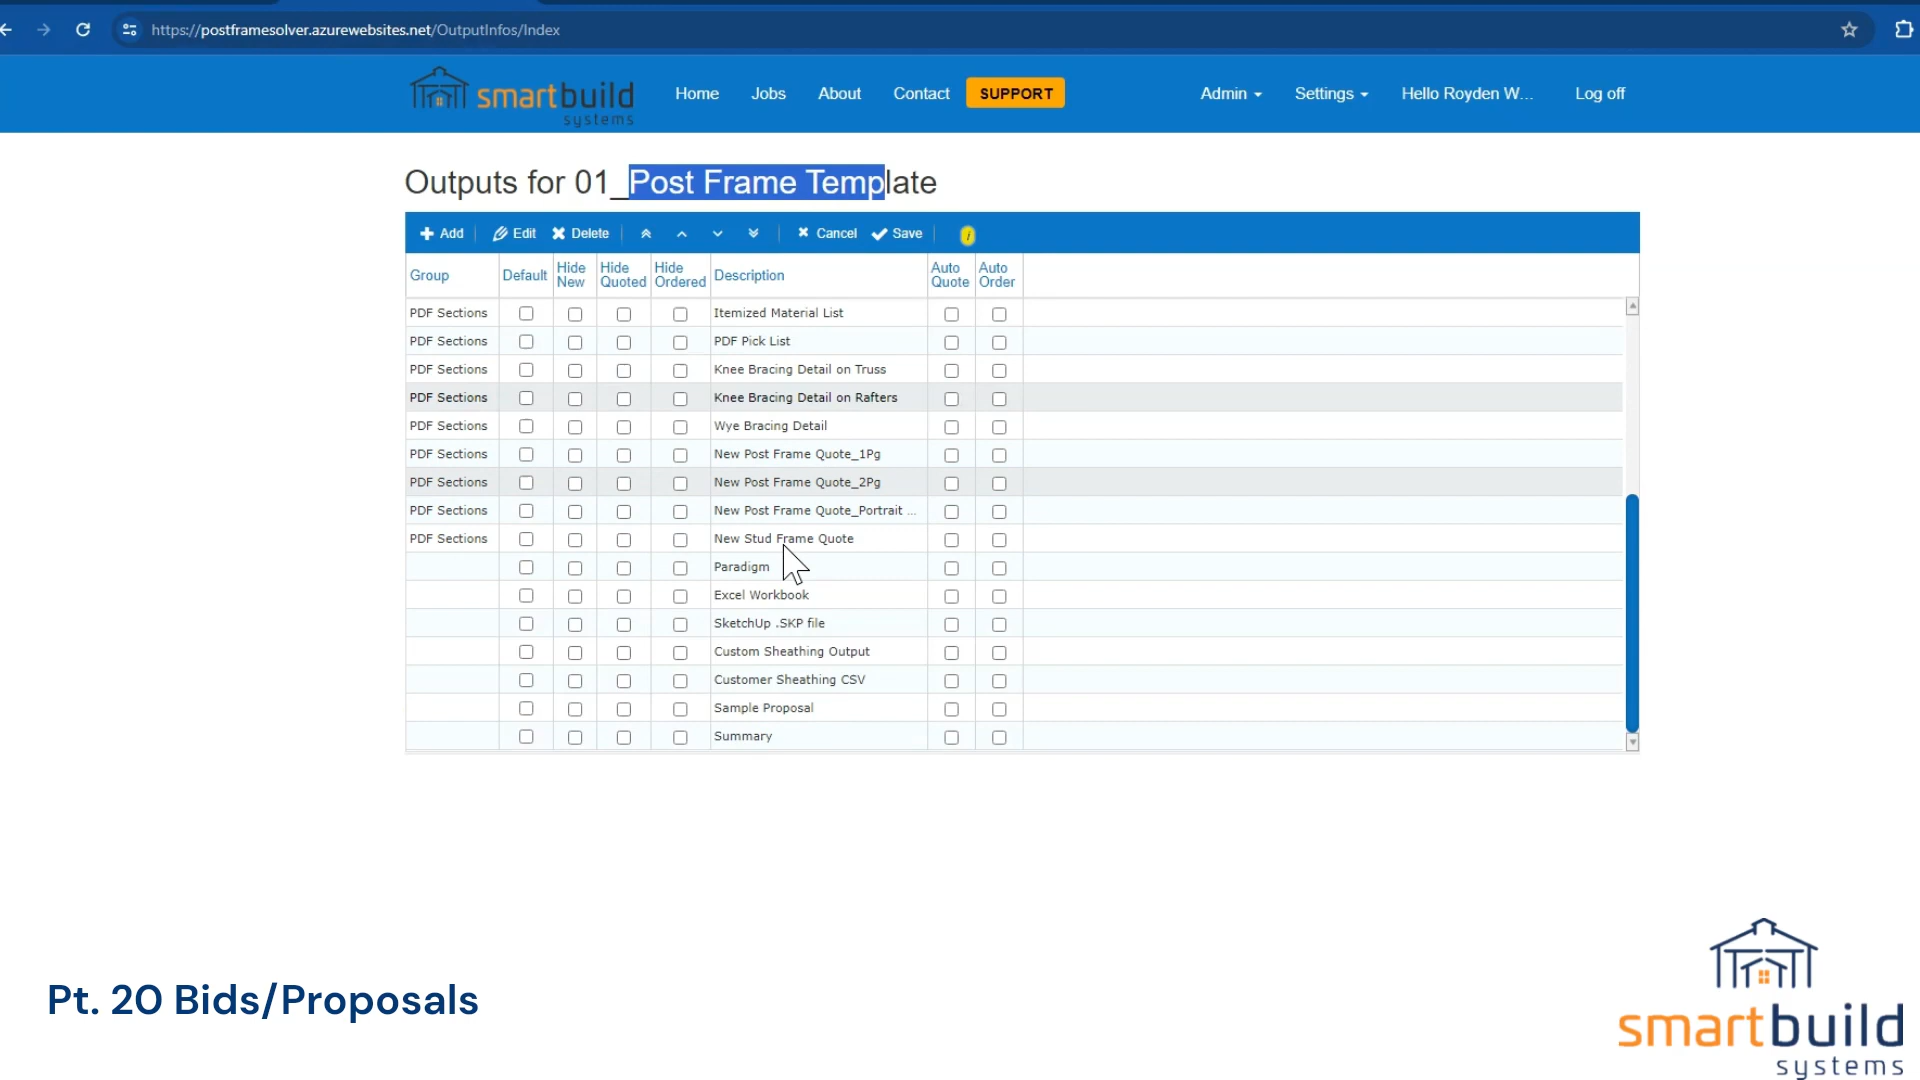 https://postframesolver.azurewebsites.net/OutputInfos/Index
smartbuild systems Home Jobs About Contact SUPPORT Admin Settings Hello Royden W... Log off
Outputs for 01_Post Frame Template
Add Edit Delete Cancel Save i
Group Default Hide New Hide Quoted Hide Ordered Description Auto Quote Auto Order
PDF Sections Itemized Material List
PDF Sections PDF Pick List
PDF Sections Knee Bracing Detail on Truss
PDF Sections Knee Bracing Detail on Rafters
PDF Sections Wye Bracing Detail
PDF Sections New Post Frame Quote_1Pg
PDF Sections New Post Frame Quote_2Pg
PDF Sections New Post Frame Quote_Portrait ...
PDF Sections New Stud Frame Quote
Paradigm
Excel Workbook
SketchUp .SKP file
Custom Sheathing Output
Customer Sheathing CSV
Sample Proposal
Summary
Pt. 20 Bids/Proposals
smartbuild
systems